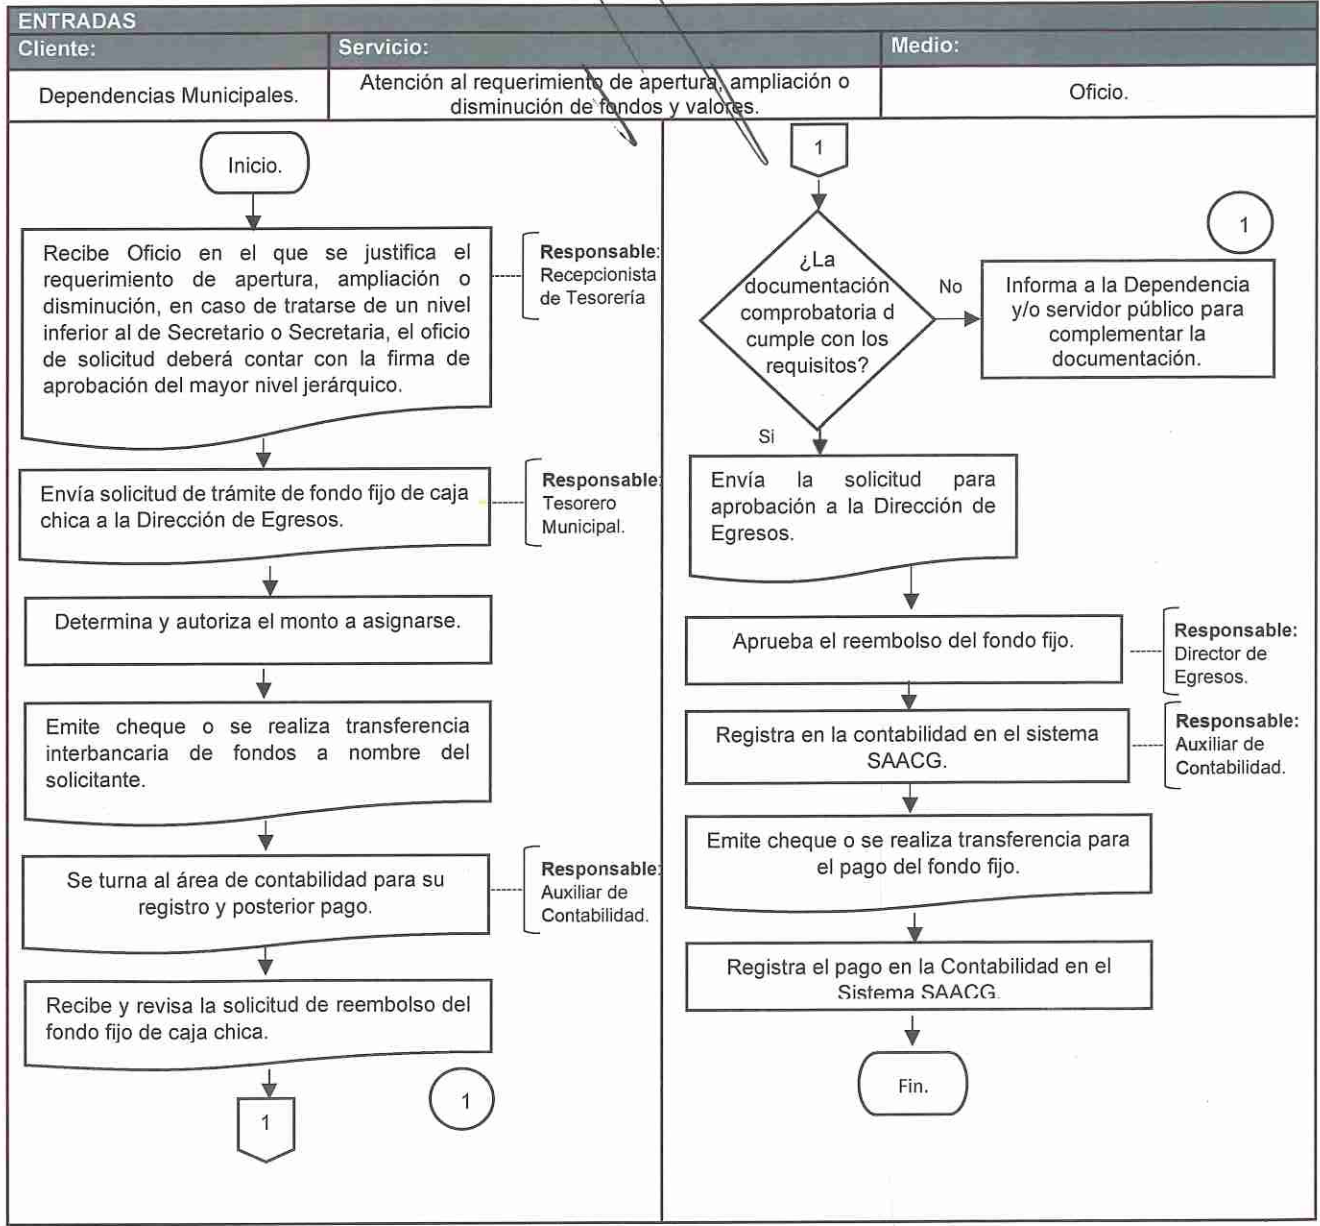 ENTRADAS
Cliente:
Servicio:
Medio:
Dependencias Municipales.
Atención al requerimiento de apertura, ampliación o
disminución de fondos y valores.
Oficio.
Inicio.
Recibe Oficio en el que se justifica el
requerimiento de apertura, ampliación o
disminución, en caso de tratarse de un nivel
inferior al de Secretario o Secretaria, el oficio
de solicitud deberá contar con la firma de
aprobación del mayor nivel jerárquico.
Responsable:
Recepcionista
de Tesorería
Envía solicitud de trámite de fondo fijo de caja
chica a la Dirección de Egresos.
Responsable:
Tesorero
Municipal.
Determina y autoriza el monto a asignarse.
Emite cheque o se realiza transferencia
interbancaria de fondos a nombre del
solicitante.
Se turna al área de contabilidad para su
registro y posterior pago.
Responsable:
Auxiliar de
Contabilidad.
Recibe y revisa la solicitud de reembolso del
fondo fijo de caja chica.
1
1
1
¿La
documentación
comprobatoria d
cumple con los
requisitos?
No
1
Informa a la Dependencia
y/o servidor público para
complementar la
documentación.
Si
Envía la solicitud para
aprobación a la Dirección de
Egresos.
Aprueba el reembolso del fondo fijo.
Responsable:
Director de
Egresos.
Registra en la contabilidad en el sistema
SAACG.
Responsable:
Auxiliar de
Contabilidad.
Emite cheque o se realiza transferencia para
el pago del fondo fijo.
Registra el pago en la Contabilidad en el
Sistema SAACG.
Fin.